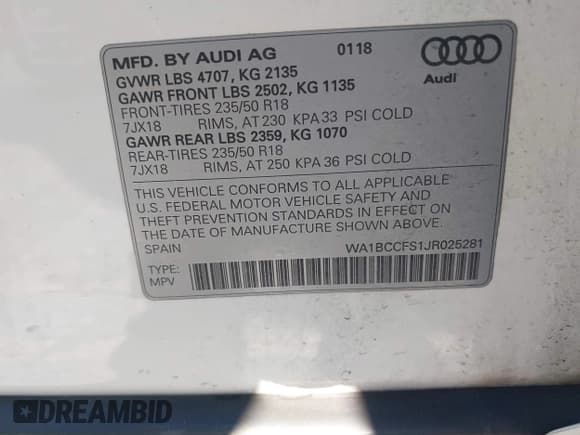 MFD. BY AUDI AG 0118
GVWR LBS 4707, KG 2135
GAWR FRONT LBS 2502, KG 1135
FRONT-TIRES 235/50 R18
7JX18 RIMS, AT 230 KPA 33 PSI COLD
GAWR REAR LBS 2359, KG 1070
REAR-TIRES 235/50 R18
7JX18 RIMS, AT 250 KPA 36 PSI COLD
Audi
THIS VEHICLE CONFORMS TO ALL APPLICABLE
U.S. FEDERAL MOTOR VEHICLE SAFETY AND
THEFT PREVENTION STANDARDS IN EFFECT ON
THE DATE OF MANUFACTURE SHOWN ABOVE.
SPAIN WA1BCCFS1JR025281
TYPE:
MPV
DREAMBID